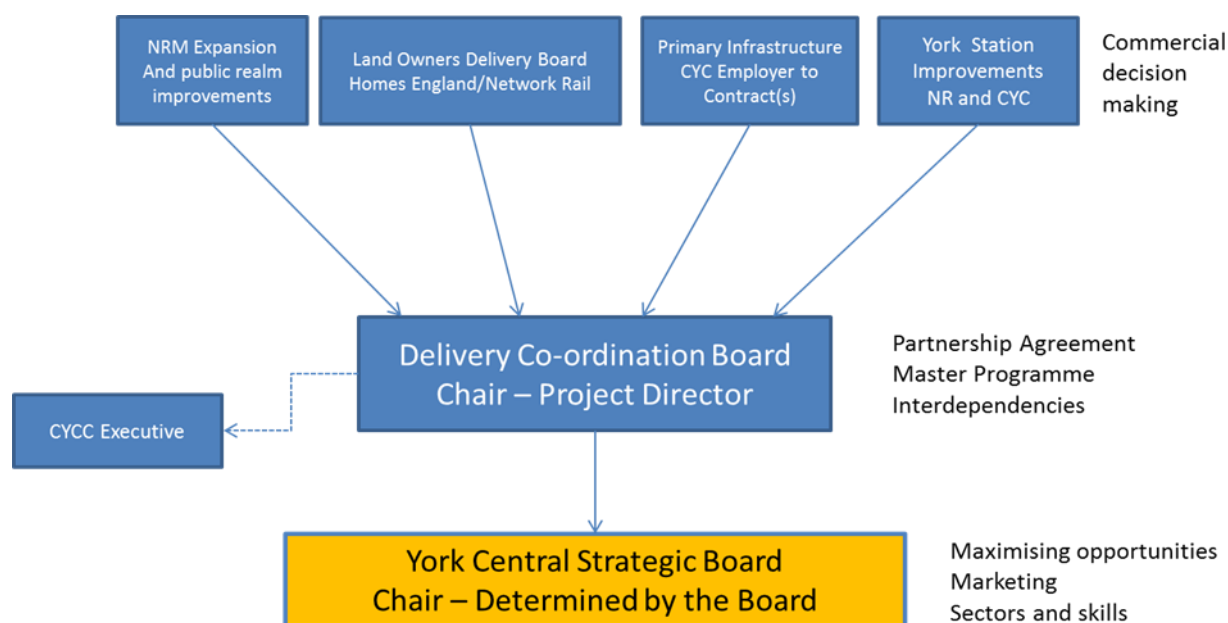 NRM Expansion
And public realm
improvements
Land Owners Delivery Board
Homes England/Network Rail
Primary Infrastructure
CYC Employer to
Contract(s)
York Station
Improvements
NR and CYC
Commercial
decision
making
Delivery Co-ordination Board
Chair – Project Director
Partnership Agreement
Master Programme
Interdependencies
CYCC Executive
York Central Strategic Board
Chair – Determined by the Board
Maximising opportunities
Marketing
Sectors and skills